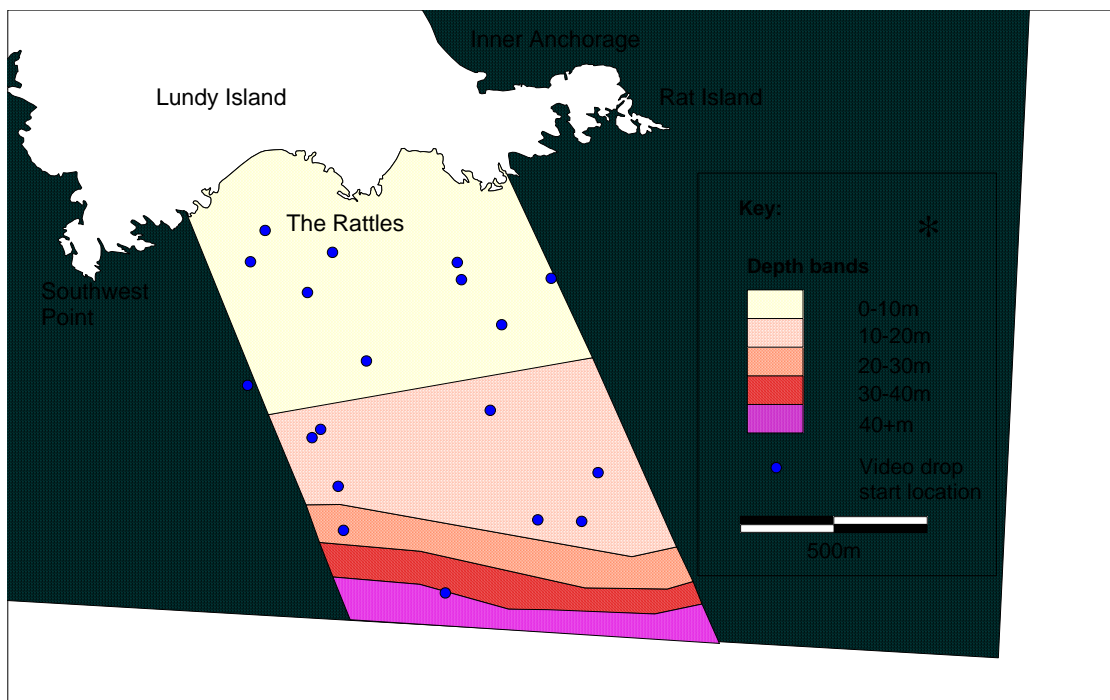 Inner Anchorage
Lundy Island
Rat Island
The Rattles
Southwest
Point
Key:
Depth bands
0-10m
10-20m
20-30m
30-40m
40+m
Video drop
start location
500m